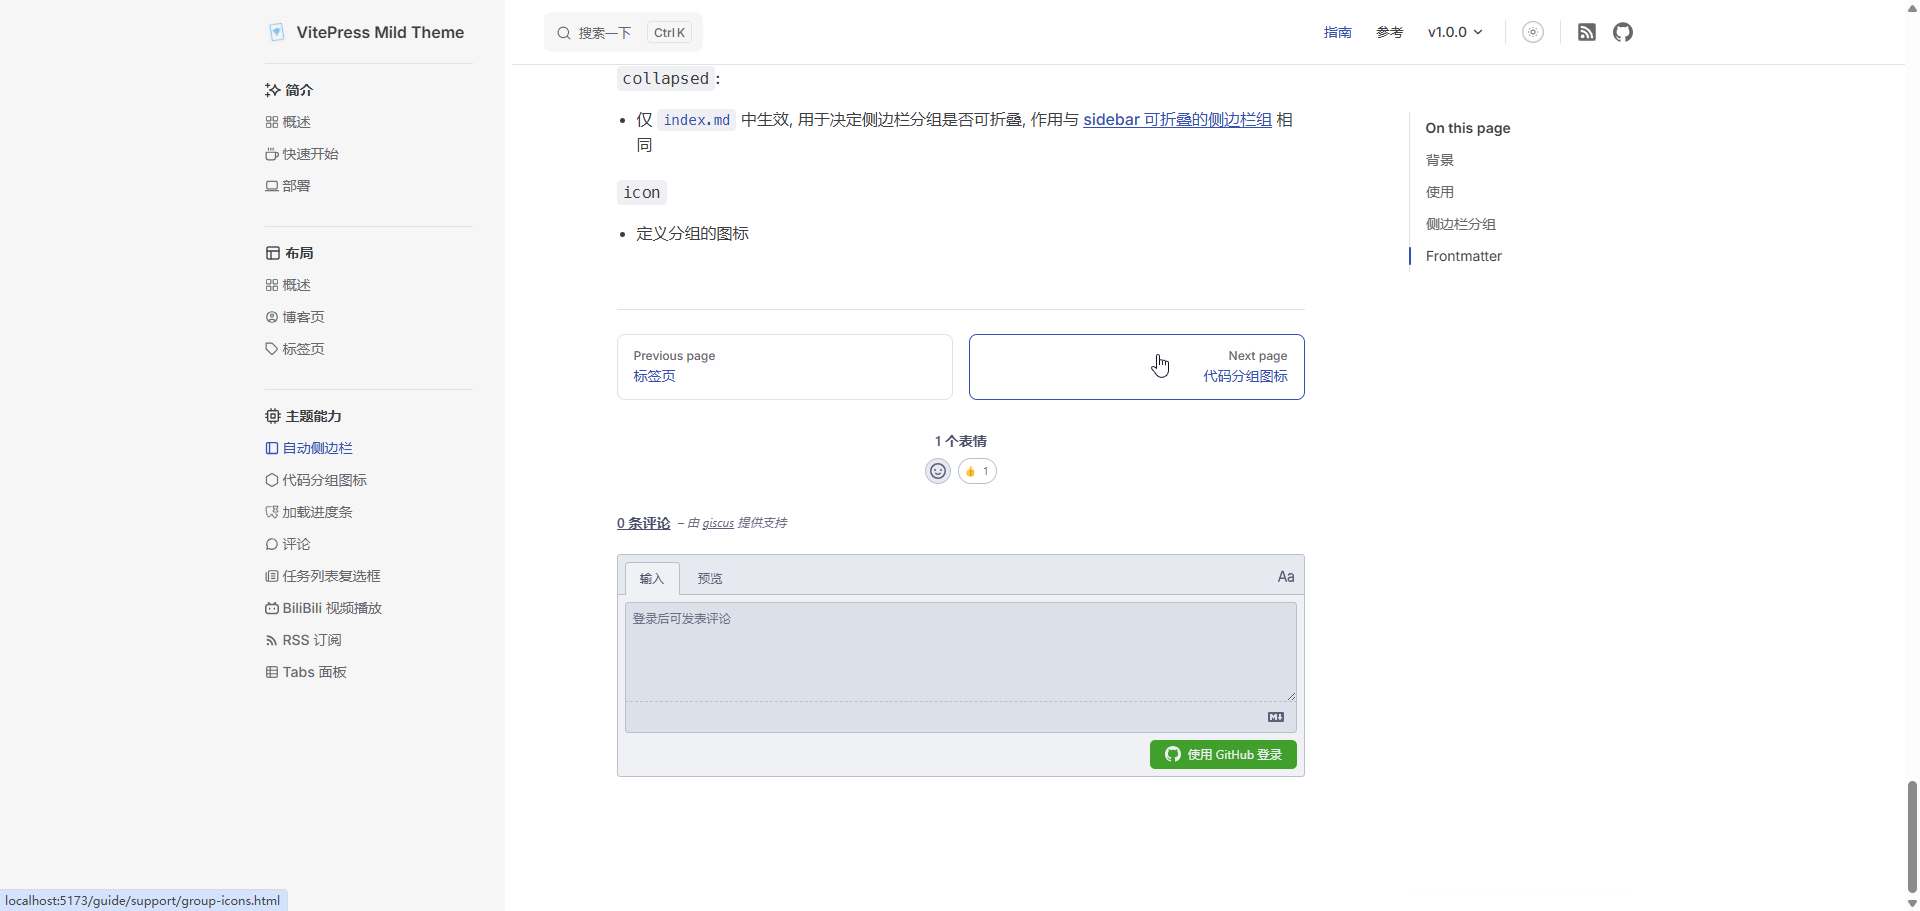 VitePress Mild Theme
简介
概述
快速开始
部署
布局
概述
博客页
标签页
主题能力
自动侧边栏
代码分组图标
加载进度条
评论
任务列表复选框
BiliBili 视频播放
RSS 订阅
Tabs 面板
搜索一下 Ctrl K
指南 参考 v1.0.0
collapsed :
仅 index.md 中生效, 用于决定侧边栏分组是否可折叠, 作用与 sidebar 可折叠的侧边栏组 相
同
icon
定义分组的图标
Previous page
标签页
Next page
代码分组图标
1 个表情
👍 1
0 条评论 – 由 giscus 提供支持
输入 预览 Aa
登录后可发表评论
M↓
使用 GitHub 登录
On this page
背景
使用
侧边栏分组
Frontmatter
localhost:5173/guide/support/group-icons.html